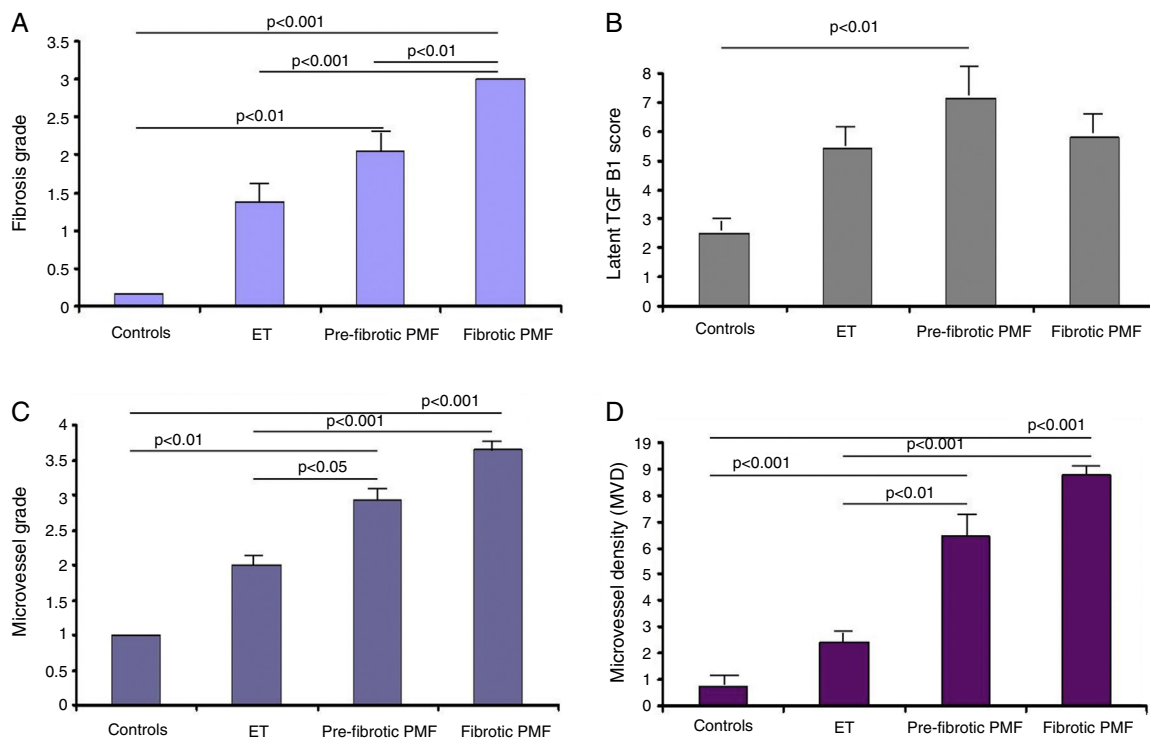 A
p<0.001
p<0.01
p<0.001
p<0.01
Fibrosis grade
3.5
3
2.5
2
1.5
1
0.5
0
Controls ET Pre-fibrotic PMF Fibrotic PMF
B
p<0.01
Latent TGF B1 score
8
7
6
5
4
3
2
1
0
Controls ET Pre-fibrotic PMF Fibrotic PMF
C
p<0.001
p<0.001
p<0.01
p<0.05
Microvessel grade
4
3.5
3
2.5
2
1.5
1
0.5
0
Controls ET Pre-fibrotic PMF Fibrotic PMF
D
p<0.001
p<0.001
p<0.001
p<0.01
Microvessel density (MVD)
19
9
8
7
6
5
4
3
2
1
0
Controls ET Pre-fibrotic PMF Fibrotic PMF